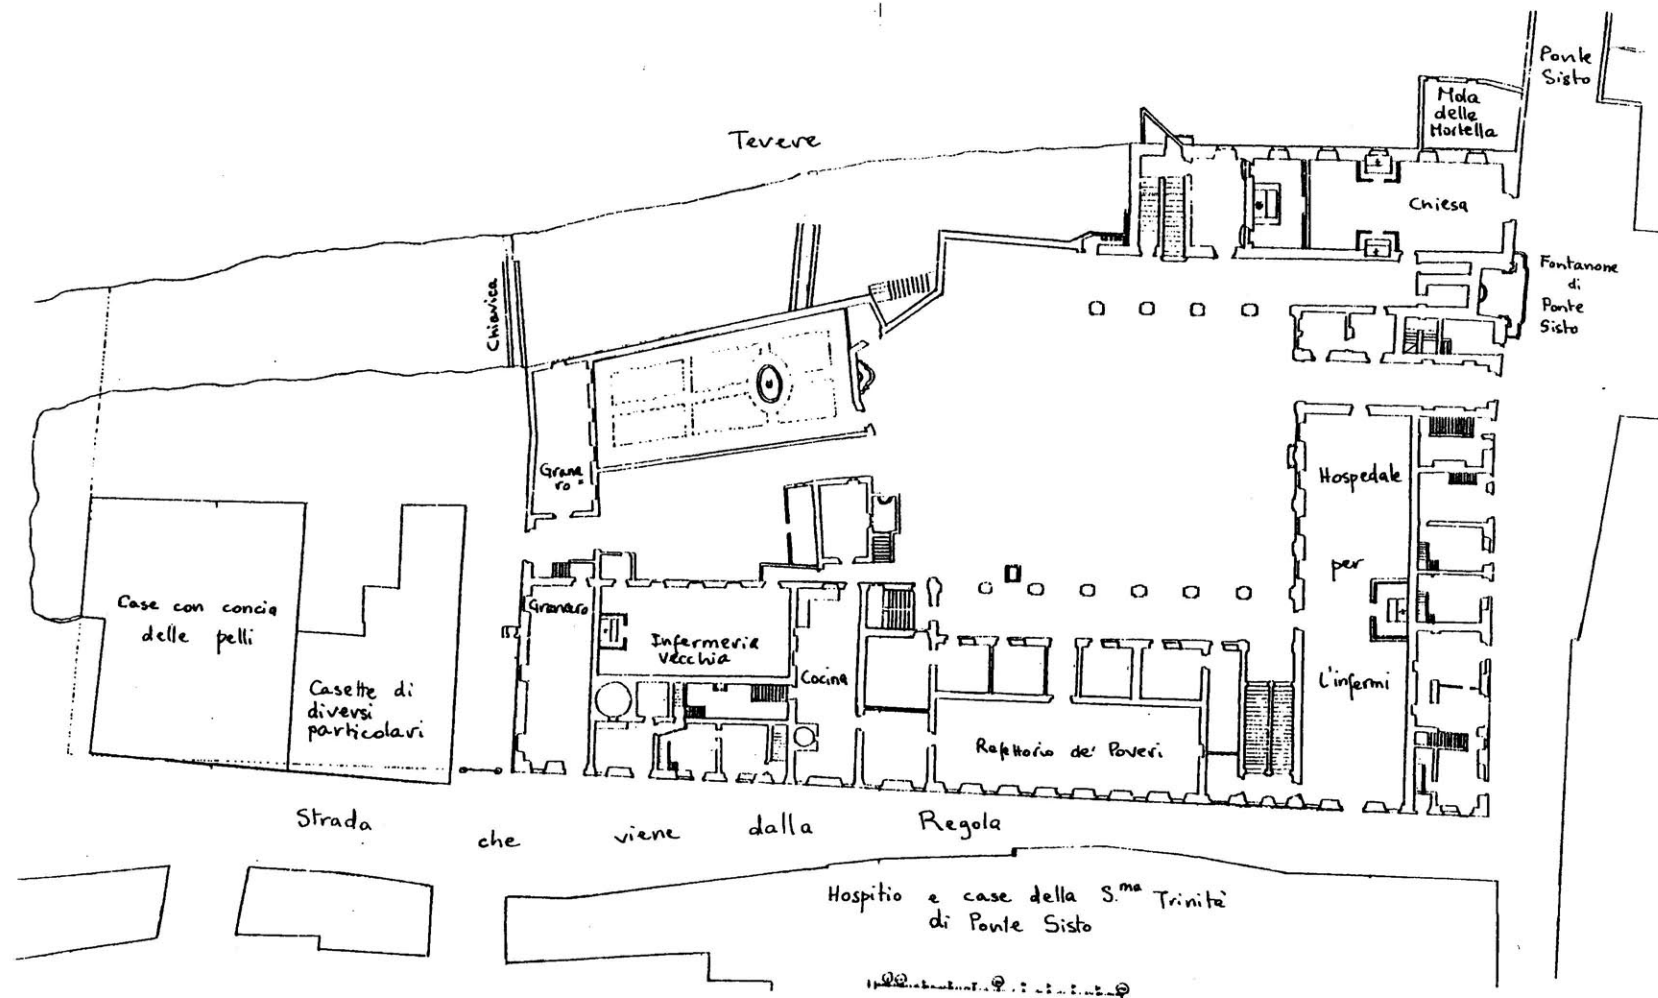 Ponte
Sisto
Mola
delle
Mortella
Tevere
Chiesa
Fontanone
di
Ponte
Sisto
Chiavica
Grana
ro
Hospedale
per
l'infermi
Case con concia
delle pelli
Casette di
diversi
particolari
Granaro
Infermeria
vecchia
Cocina
Refettorio de' Poveri
Strada che viene dalla Regola
Hospitio e case della S.ma Trinità
di Ponte Sisto